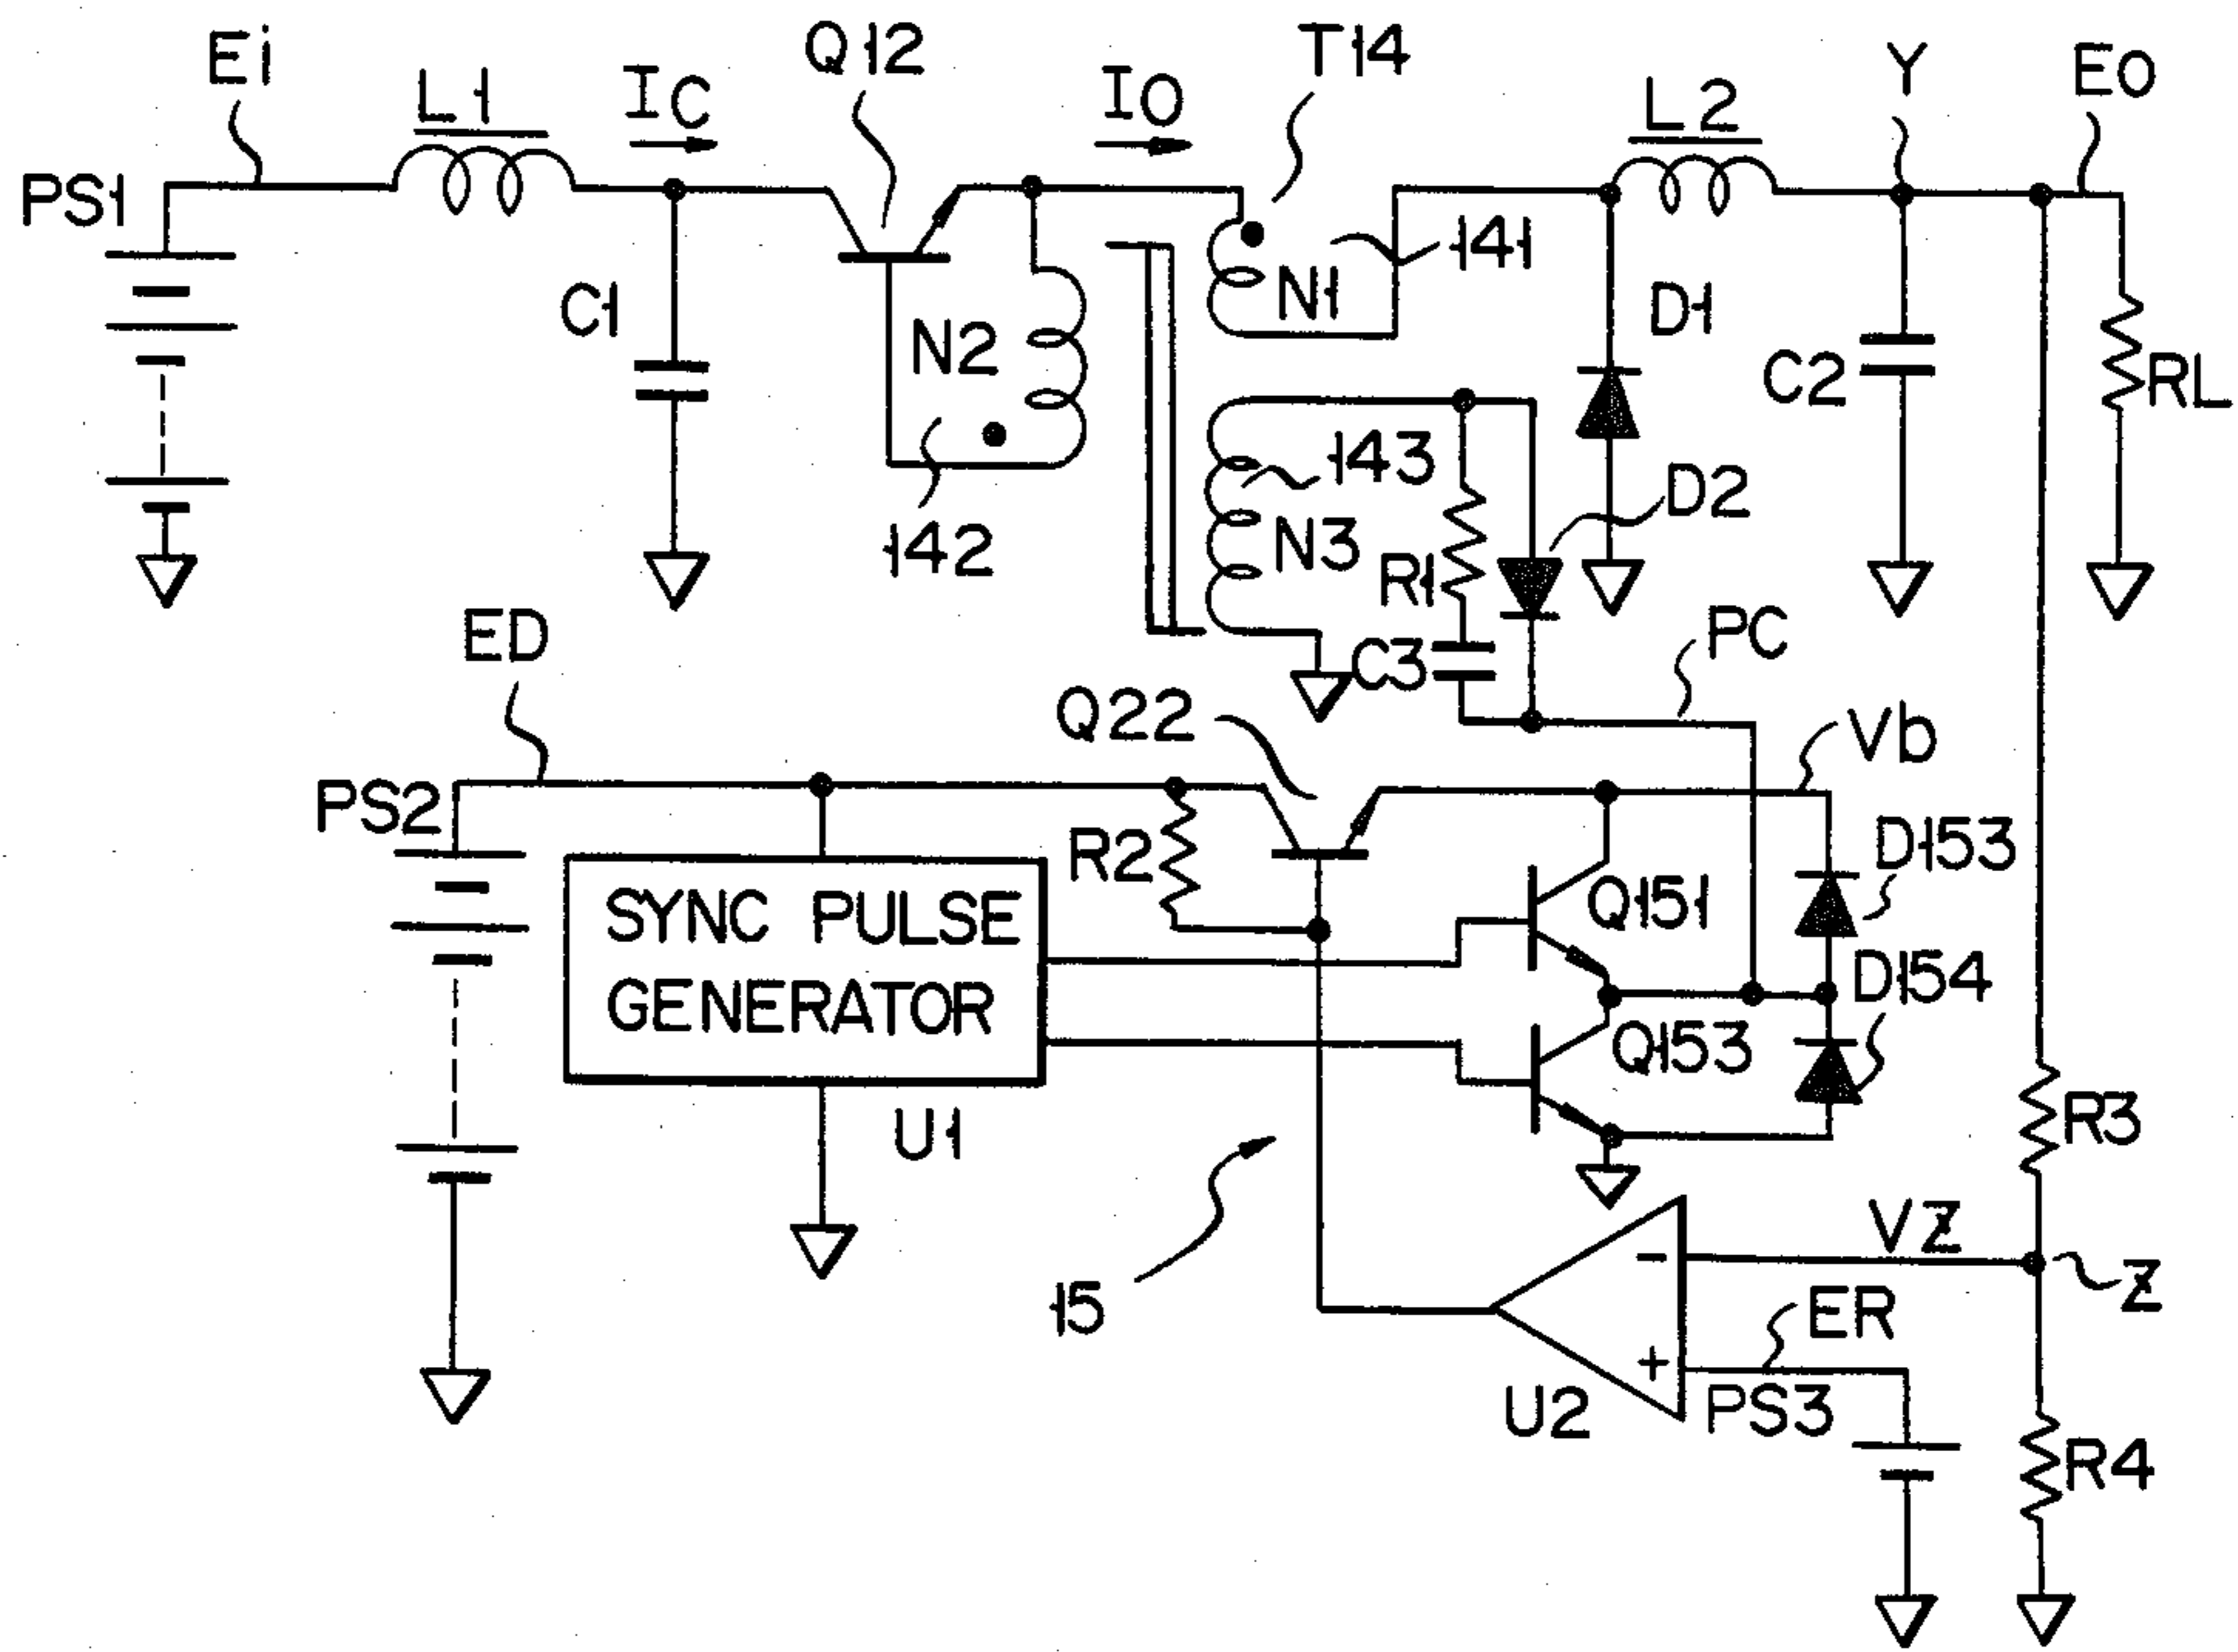 Ei
L1
IC
Q12
IO
T14
L2
Y
EO
PS1
C1
N2
N1
141
D1
C2
RL
142
143
N3
D2
R1
C3
PC
ED
Q22
Vb
PS2
R2
SYNC PULSE
GENERATOR
Q151
D153
D154
Q153
U1
R3
15
VZ
Z
ER
-
+
U2
PS3
R4